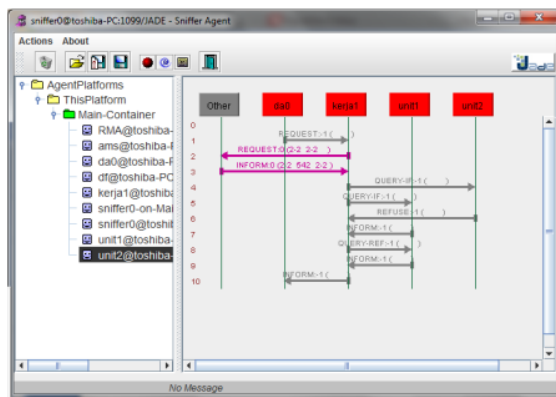 sniffer0@toshiba-PC:1099/JADE - Sniffer Agent
Actions About
AgentPlatforms
ThisPlatform
Main-Container
RMA@toshiba-
ams@toshiba-
da0@toshiba-P
df@toshiba-PC
kerja1@toshiba
sniffer0-on-Mai
sniffer0@toshib
unit1@toshiba-
unit2@toshiba-
Other da0 kerja1 unit1 unit2
0
1 REQUEST:-1 ( )
2 REQUEST:0 (2-2 2-2 )
3 INFORM:0 (2-2 542 2-2 )
4 QUERY-IF:-1 ( )
5 QUERY-IF:-1 ( )
6 REFUSE:-1 ( )
7 INFORM:-1 ( )
8 QUERY-REF:-1 ( )
9 INFORM:-1 ( )
10 INFORM:-1 ( )
No Message